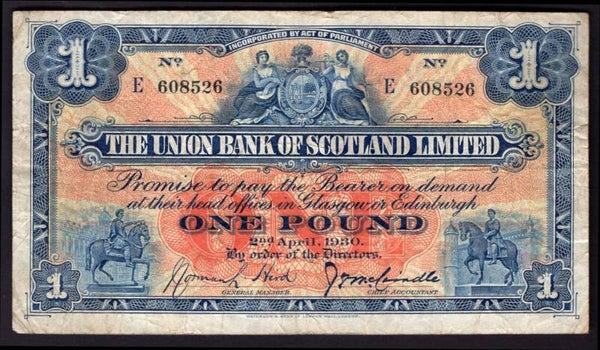 INCORPORATED BY ACT OF PARLIAMENT
1 1
Nº Nº
E 608526 E 608526
THE UNION BANK OF SCOTLAND LIMITED
Promise to pay the Bearer on demand
at their head offices in Glasgow or Edinburgh
ONE POUND
2nd April, 1930.
By order of the Directors.
Norman L Hird
GENERAL MANAGER. CHIEF ACCOUNTANT
1 1